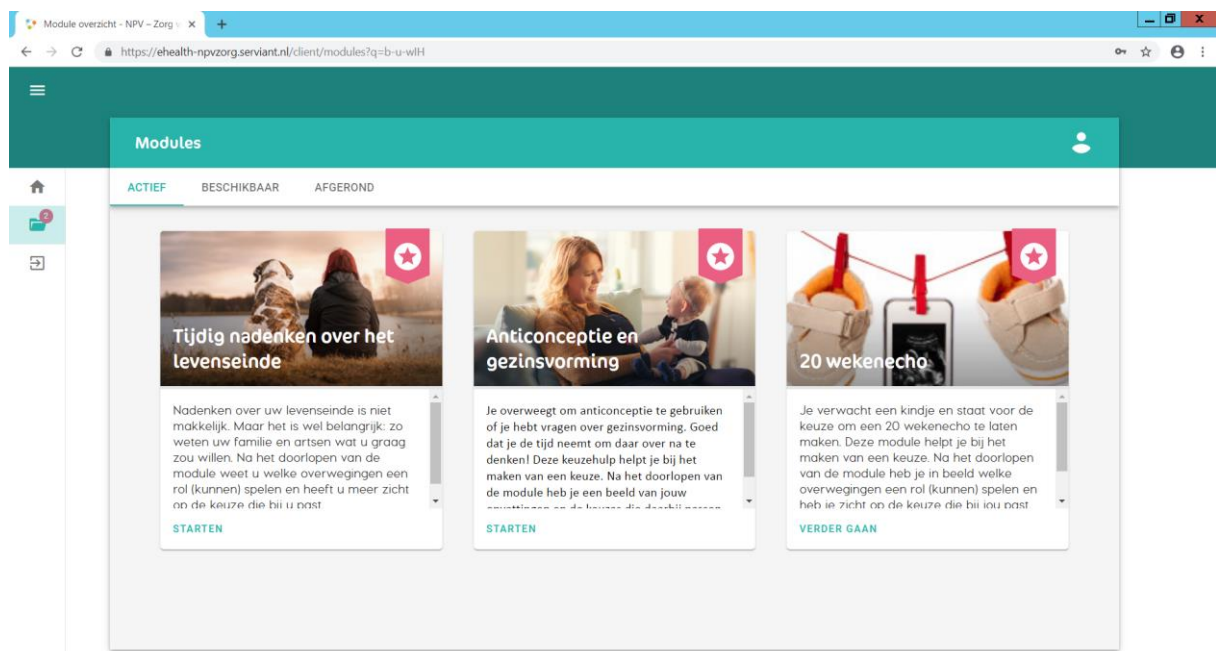 Module overzicht - NPV – Zorg v
https://ehealth-npvzorg.serviant.nl/client/modules?q=b-u-wlH
Modules
ACTIEF BESCHIKBAAR AFGEROND
2
Tijdig nadenken over het
levenseinde
Nadenken over uw levenseinde is niet
makkelijk. Maar het is wel belangrijk: zo
weten uw familie en artsen wat u graag
zou willen. Na het doorlopen van de
module weet u welke overwegingen een
rol (kunnen) spelen en heeft u meer zicht
op de keuze die bij u past
STARTEN
Anticonceptie en
gezinsvorming
Je overweegt om anticonceptie te gebruiken
of je hebt vragen over gezinsvorming. Goed
dat je de tijd neemt om daar over na te
denken! Deze keuzehulp helpt je bij het
maken van een keuze. Na het doorlopen van
de module heb je een beeld van jouw
opvattingen en de keuzes die daarbij passen
STARTEN
20 wekenecho
Je verwacht een kindje en staat voor de
keuze om een 20 wekenecho te laten
maken. Deze module helpt je bij het
maken van een keuze. Na het doorlopen
van de module heb je in beeld welke
overwegingen een rol (kunnen) spelen en
heb je zicht op de keuze die bij jou past
VERDER GAAN